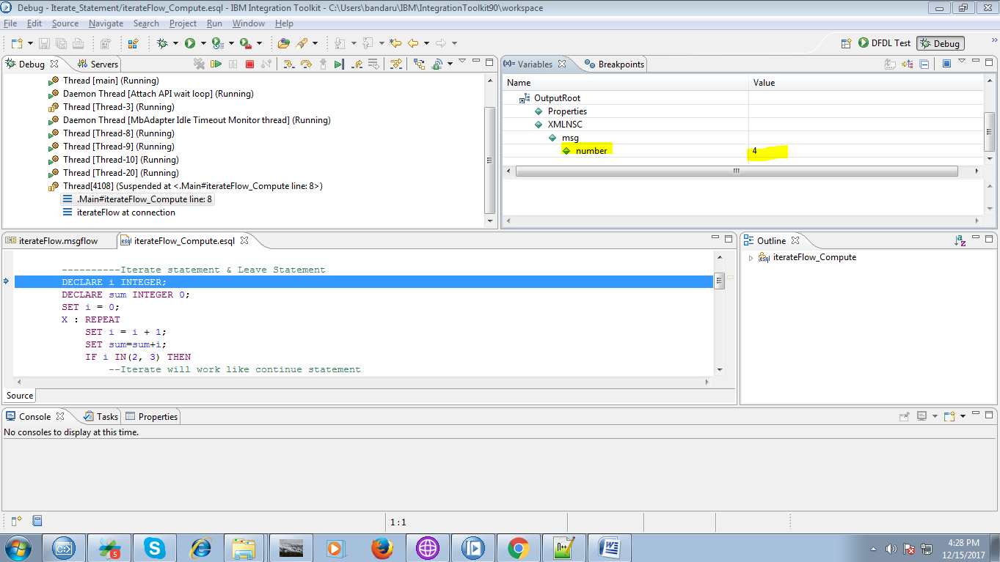 Debug - Iterate_Statement/iterateFlow_Compute.esql - IBM Integration Toolkit - C:\Users\bandaru\IBM\IntegrationToolkit90\workspace
File Edit Source Navigate Search Project Run Window Help
DFDL Test Debug
Debug Servers
Thread [main] (Running)
Daemon Thread [Attach API wait loop] (Running)
Thread [Thread-3] (Running)
Daemon Thread [MbAdapter Idle Timeout Monitor thread] (Running)
Thread [Thread-8] (Running)
Thread [Thread-9] (Running)
Thread [Thread-10] (Running)
Thread [Thread-20] (Running)
Thread[4108] (Suspended at <.Main#iterateFlow_Compute line: 8>)
.Main#iterateFlow_Compute line: 8
iterateFlow at connection
(x)= Variables Breakpoints
Name Value
OutputRoot
Properties
XMLNSC
msg
number 4
iterateFlow.msgflow esql iterateFlow_Compute.esql
----------Iterate statement & Leave Statement
DECLARE i INTEGER;
DECLARE sum INTEGER 0;
SET i = 0;
X : REPEAT
SET i = i + 1;
SET sum=sum+i;
IF i IN(2, 3) THEN
--Iterate will work like continue statement
Source
Outline
esql iterateFlow_Compute
Console Tasks Properties
No consoles to display at this time.
1:1
5
4:28 PM
12/15/2017